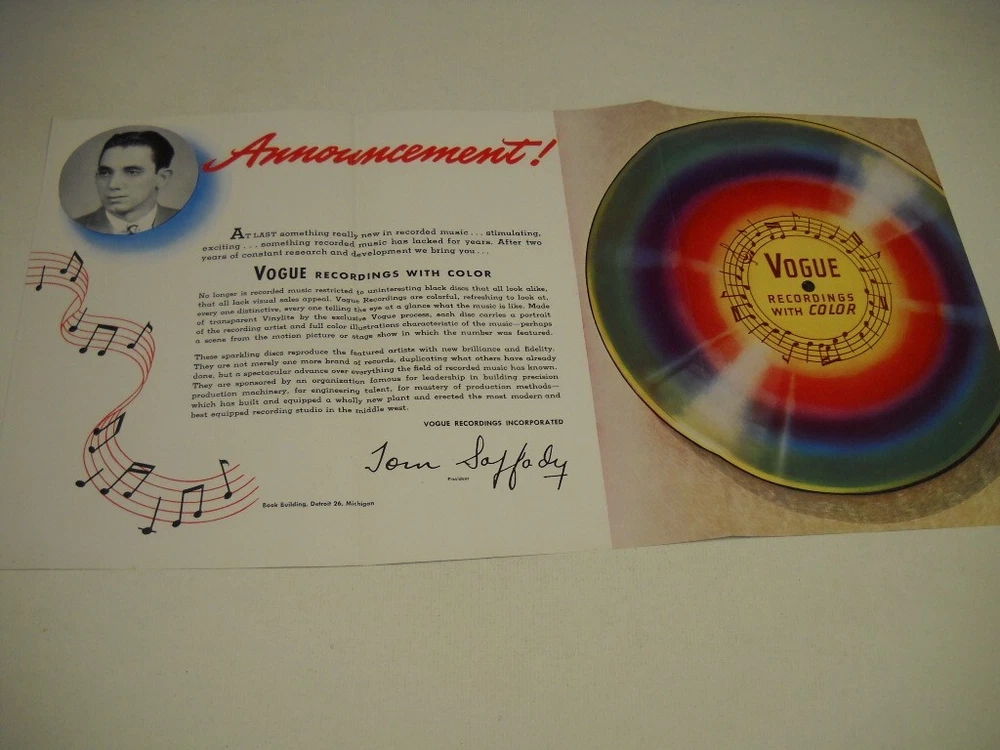 Announcement!
AT LAST something really new in recorded music . . . stimulating,
exciting . . . something recorded music has lacked for years. After two
years of constant research and development we bring you . . .
VOGUE RECORDINGS WITH COLOR
No longer is recorded music restricted to uninteresting black discs that all look alike,
that all lack visual sales appeal. Vogue Recordings are colorful, refreshing to look at,
every one distinctive, every one telling the eye at a glance what the music is like. Made
of transparent Vinylite by the exclusive Vogue process, each disc carries a portrait
of the recording artist and full color illustrations characteristic of the music—perhaps
a scene from the motion picture or stage show in which the number was featured.
These sparkling discs reproduce the featured artists with new brilliance and fidelity.
They are not merely one more brand of records, duplicating what others have already
done, but a spectacular advance over everything the field of recorded music has known.
They are sponsored by an organization famous for leadership in building precision
production machinery, for engineering talent, for mastery of production methods—
which has built and equipped a wholly new plant and erected the most modern and
best equipped recording studio in the middle west.
VOGUE RECORDINGS INCORPORATED
Tom Saffady
President
Book Building, Detroit 26, Michigan
VOGUE
RECORDINGS
WITH COLOR